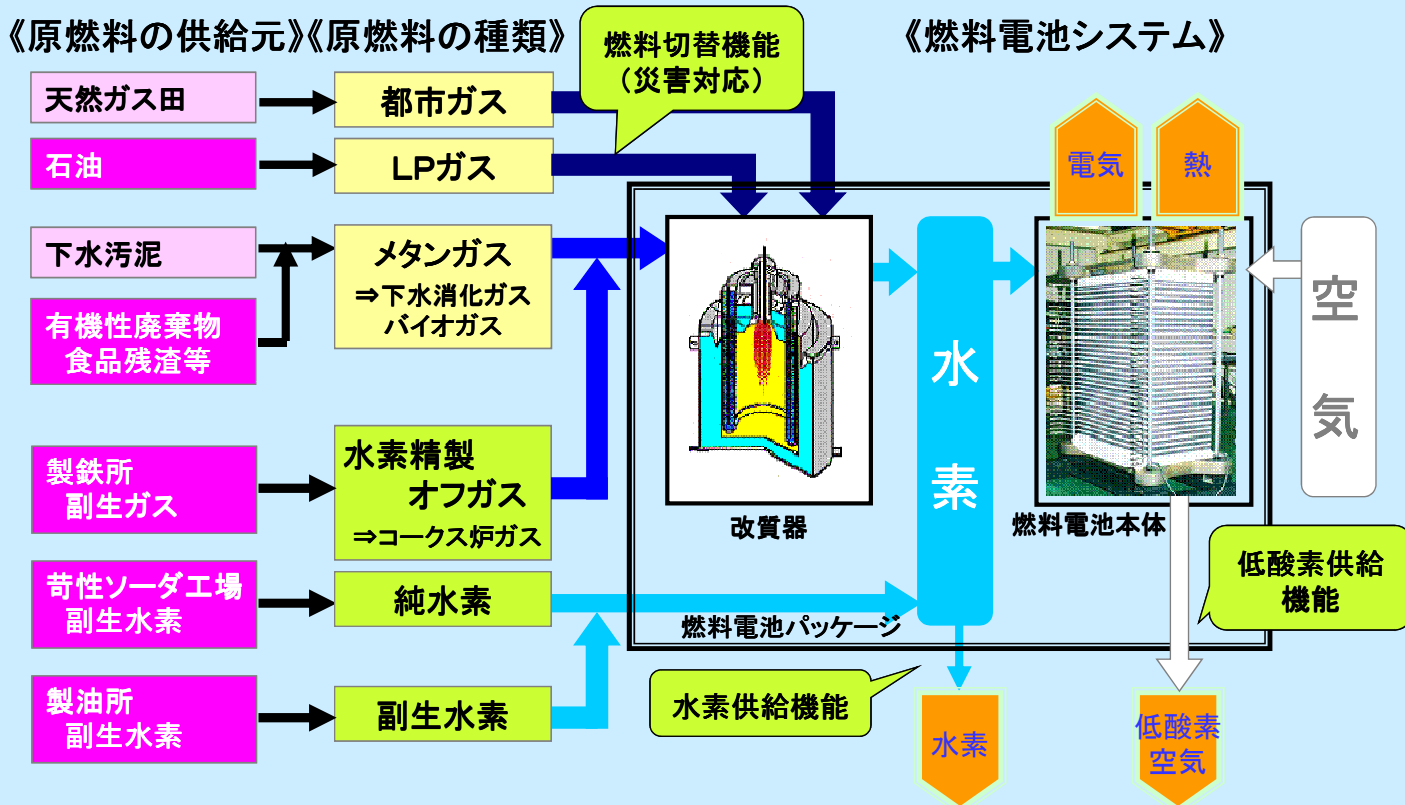 《原燃料の供給元》《原燃料の種類》
《燃料電池システム》
燃料切替機能
（災害対応）
天然ガス田
都市ガス
石油
LPガス
下水汚泥
有機性廃棄物
食品残渣等
メタンガス
⇒下水消化ガス
バイオガス
製鉄所
副生ガス
水素精製
オフガス
⇒コークス炉ガス
苛性ソーダ工場
副生水素
純水素
製油所
副生水素
副生水素
改質器
水素
電気
熱
空気
燃料電池本体
燃料電池パッケージ
低酸素供給
機能
水素供給機能
水素
低酸素
空気